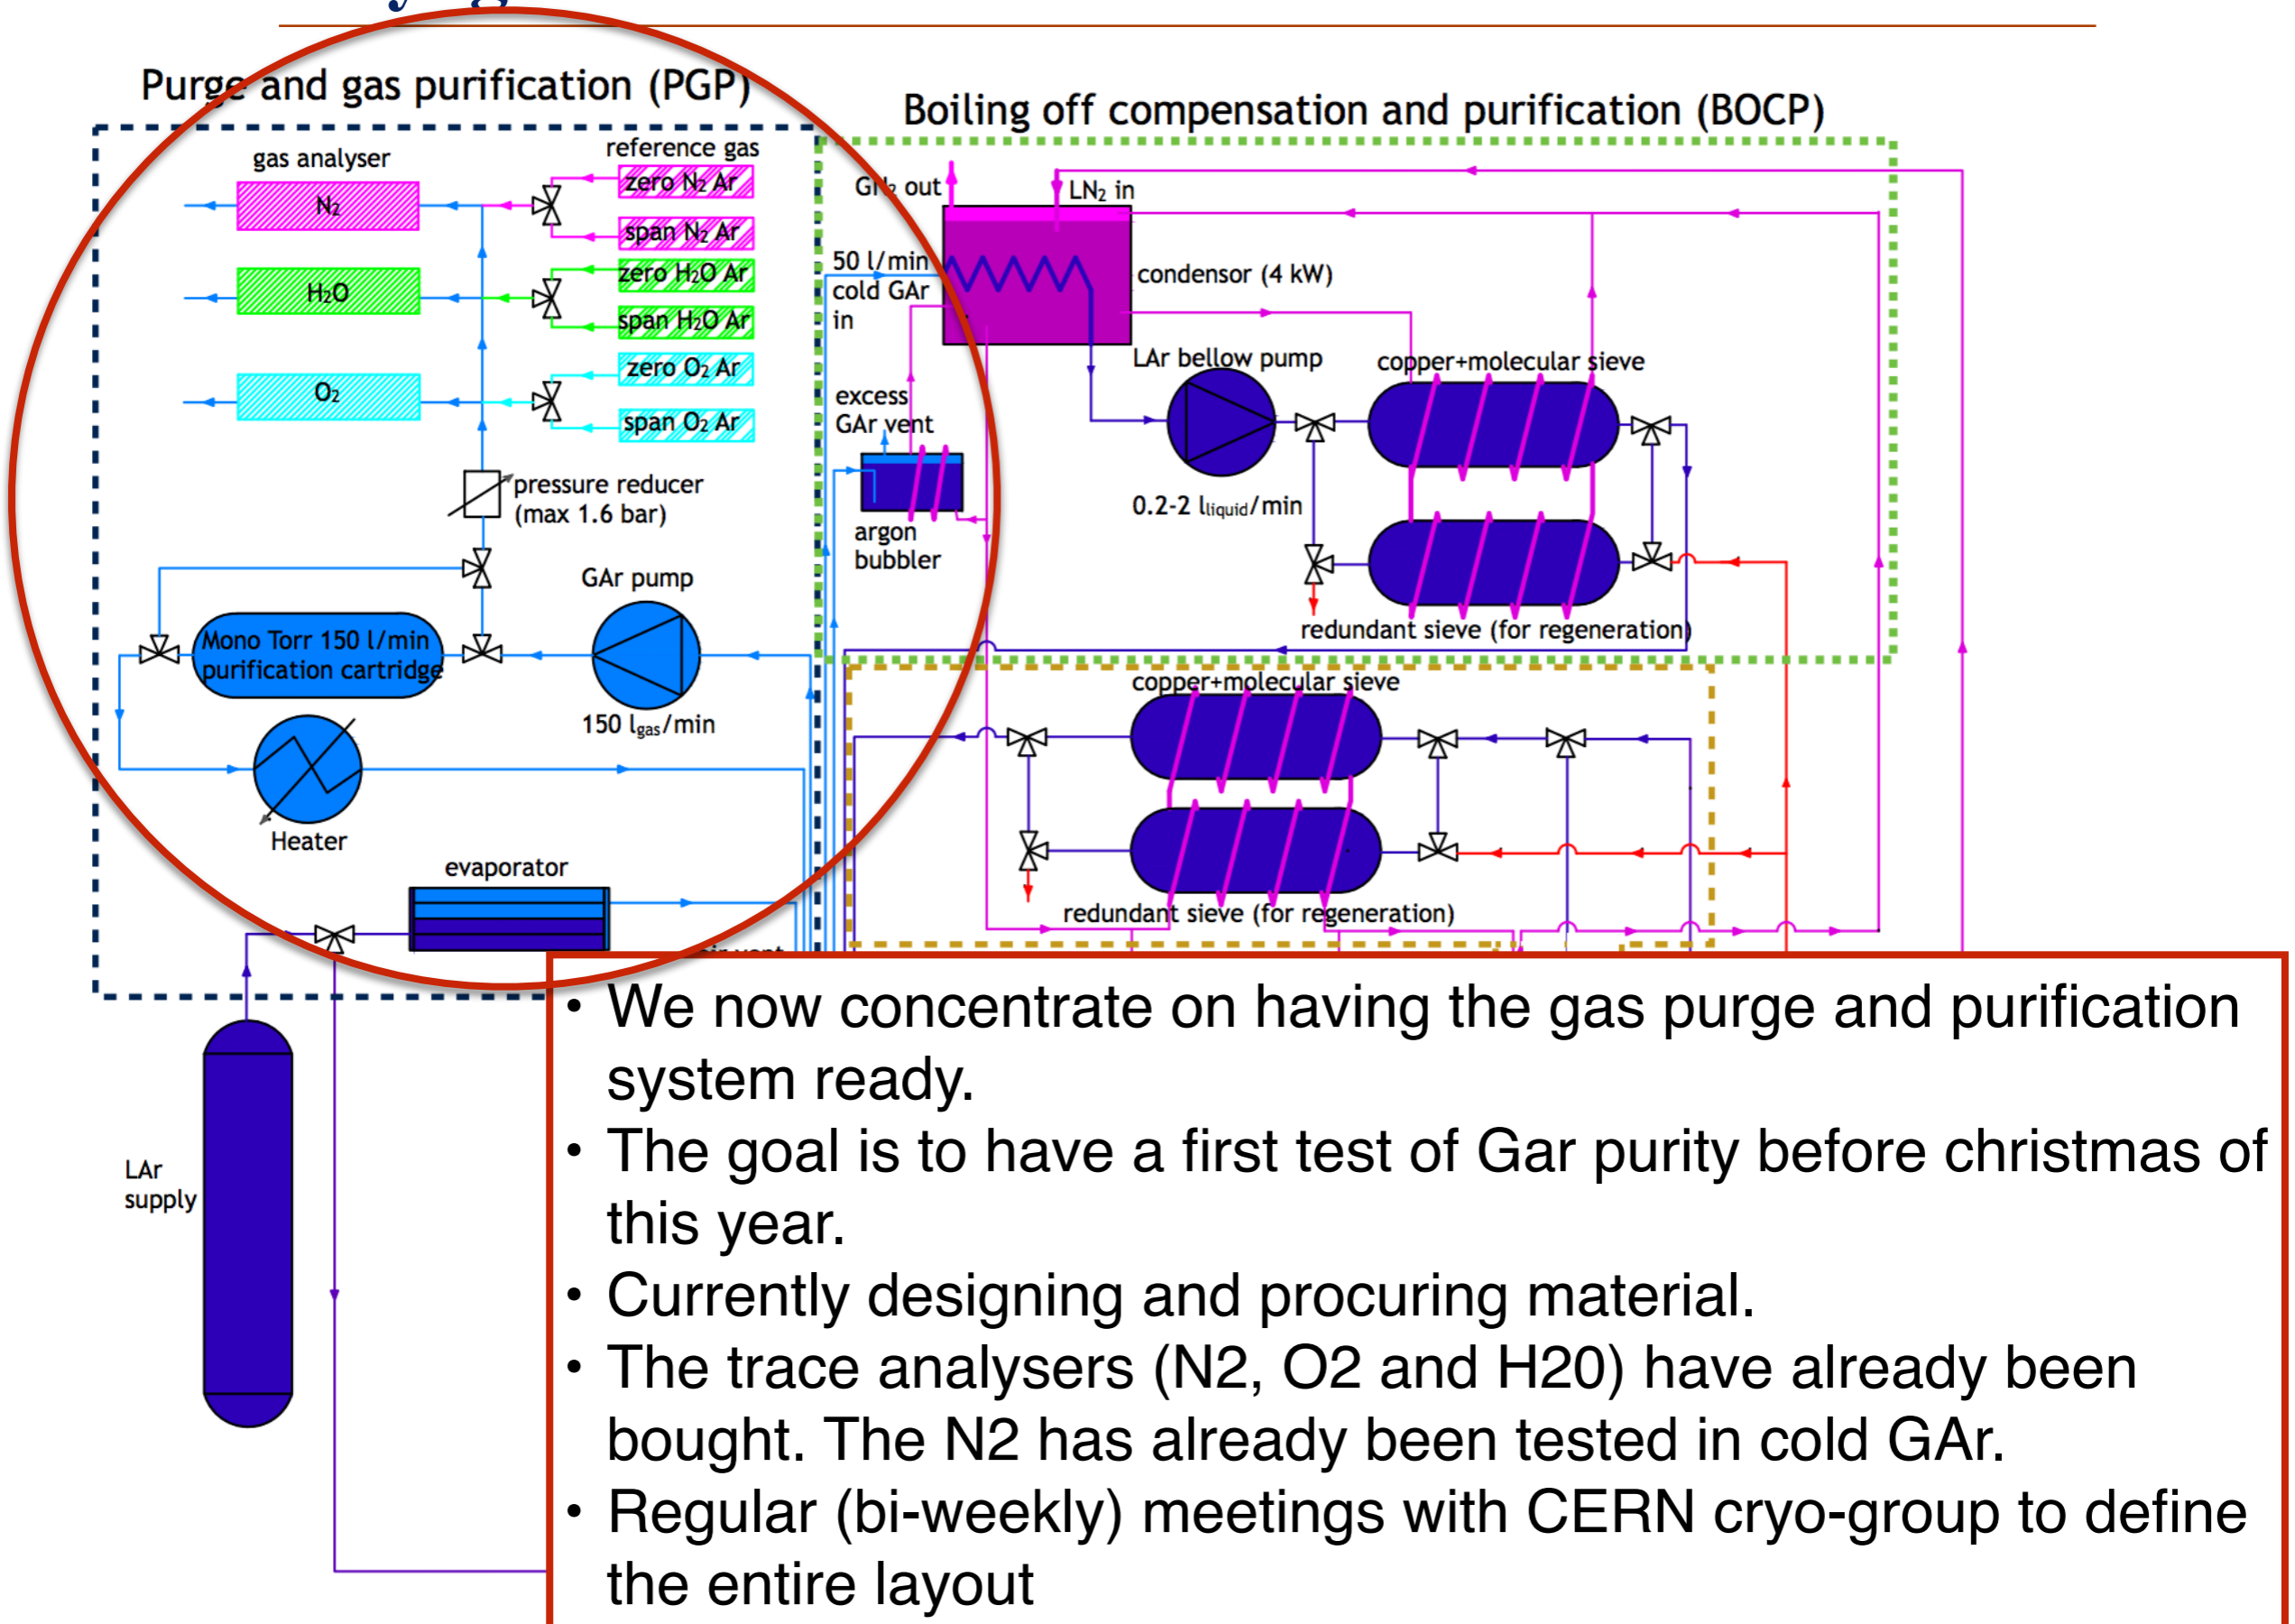 Purge and gas purification (PGP)
Boiling off compensation and purification (BOCP)
gas analyser
reference gas
N₂
H₂O
O₂
zero N₂ Ar
span N₂ Ar
zero H₂O Ar
span H₂O Ar
zero O₂ Ar
span O₂ Ar
pressure reducer
(max 1.6 bar)
GAr pump
150 lgas/min
Mono Torr 150 l/min
purification cartridge
Heater
evaporator
GN₂ out
LN₂ in
50 l/min
cold GAr
in
condensor (4 kW)
excess
GAr vent
argon
bubbler
LAr bellow pump
0.2-2 lliquid/min
copper+molecular sieve
redundant sieve (for regeneration)
copper+molecular sieve
redundant sieve (for regeneration)
LAr
supply
• We now concentrate on having the gas purge and purification
system ready.
• The goal is to have a first test of Gar purity before christmas of
this year.
• Currently designing and procuring material.
• The trace analysers (N2, O2 and H20) have already been
bought. The N2 has already been tested in cold GAr.
• Regular (bi-weekly) meetings with CERN cryo-group to define
the entire layout